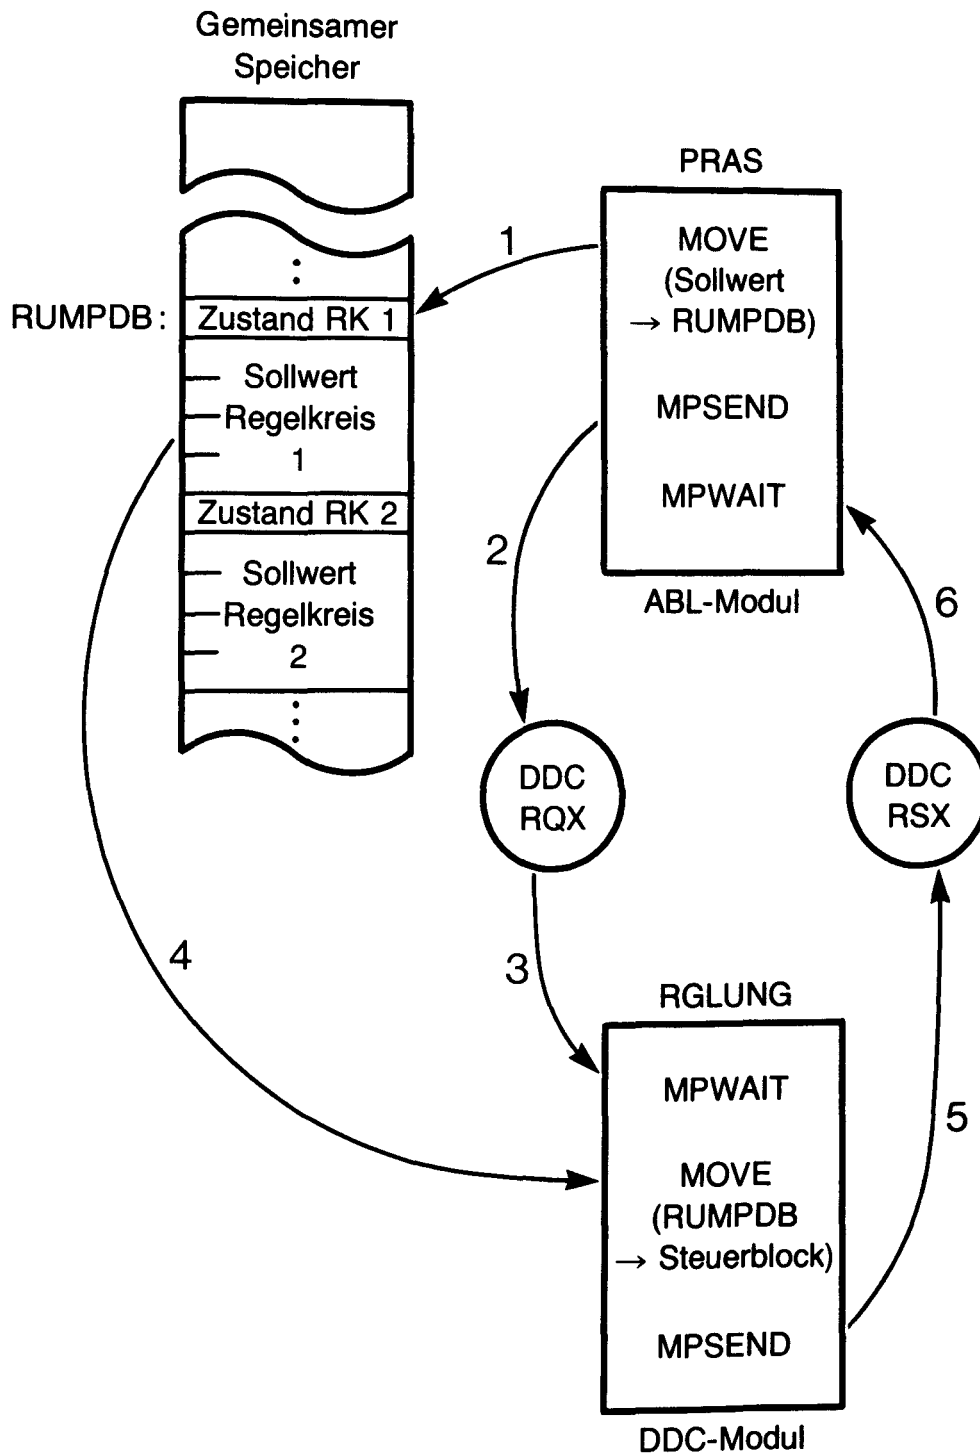 Gemeinsamer
Speicher
⋮
RUMPDB: Zustand RK 1
Sollwert
Regelkreis
1
Zustand RK 2
Sollwert
Regelkreis
2
⋮
1
PRAS
MOVE
(Sollwert
→ RUMPDB)
MPSEND
MPWAIT
ABL-Modul
2
6
DDC
RQX
DDC
RSX
4
3
RGLUNG
MPWAIT
MOVE
(RUMPDB
→ Steuerblock)
MPSEND
DDC-Modul
5